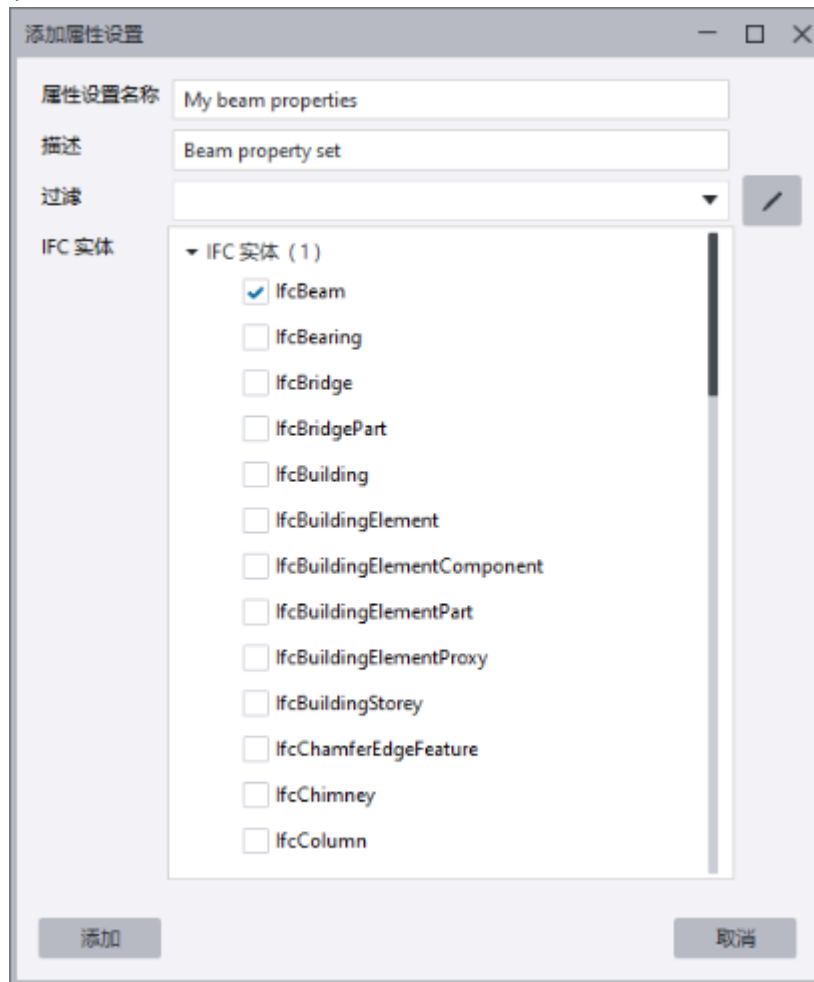 添加属性设置
属性设置名称 My beam properties
描述 Beam property set
过滤
IFC 实体 IFC 实体（1）
IfcBeam
IfcBearing
IfcBridge
IfcBridgePart
IfcBuilding
IfcBuildingElement
IfcBuildingElementComponent
IfcBuildingElementPart
IfcBuildingElementProxy
IfcBuildingStorey
IfcChamferEdgeFeature
IfcChimney
IfcColumn
添加 取消